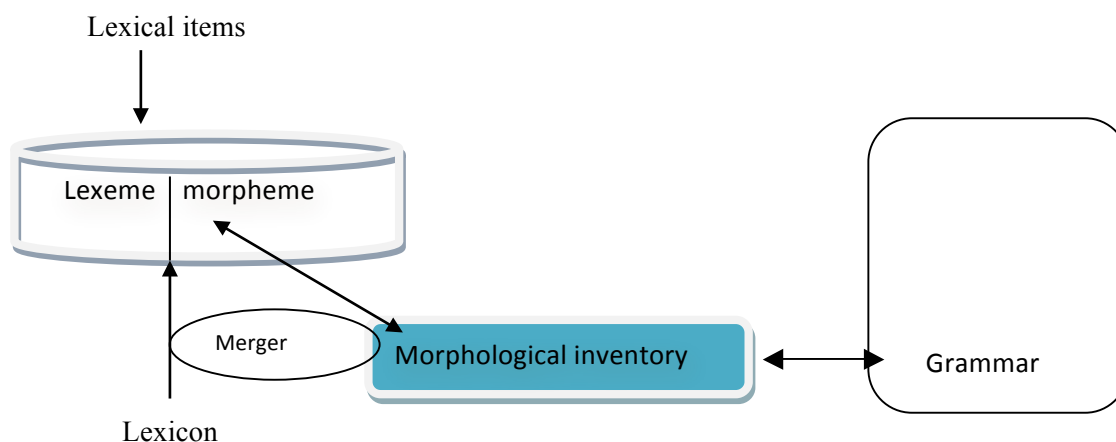 Lexical items
Lexeme morpheme
Merger
Morphological inventory
Grammar
Lexicon